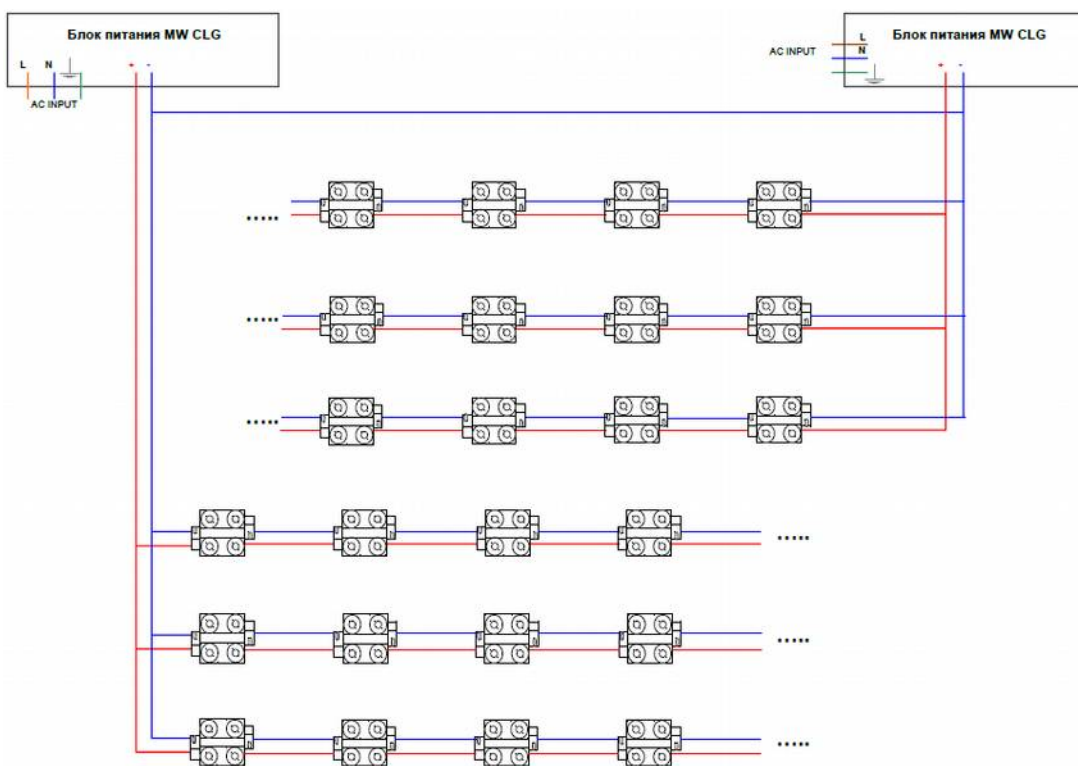 Блок питания MW CLG
L N + -
AC INPUT
Блок питания MW CLG
L
AC INPUT N
+ -